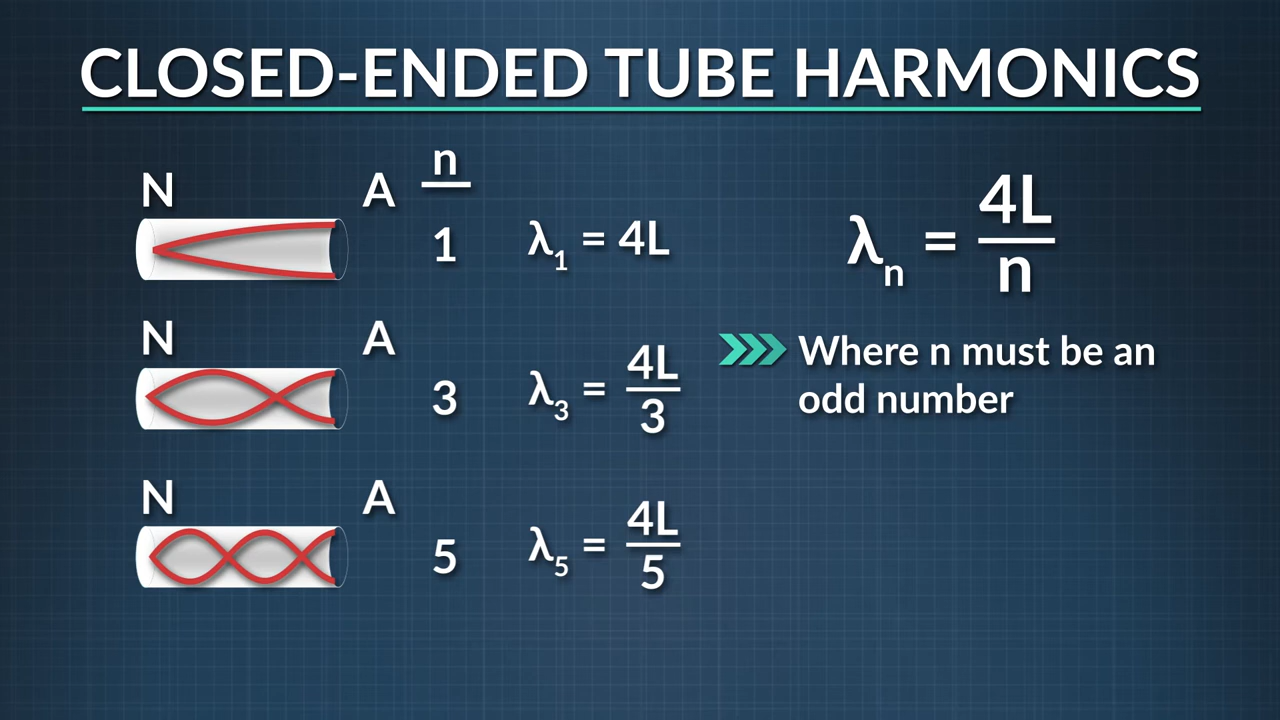 CLOSED-ENDED TUBE HARMONICS
N A n
1 λ₁ = 4L
N A
3 λ₃ = 4L/3
N A
5 λ₅ = 4L/5
λₙ = 4L/n
Where n must be an
odd number